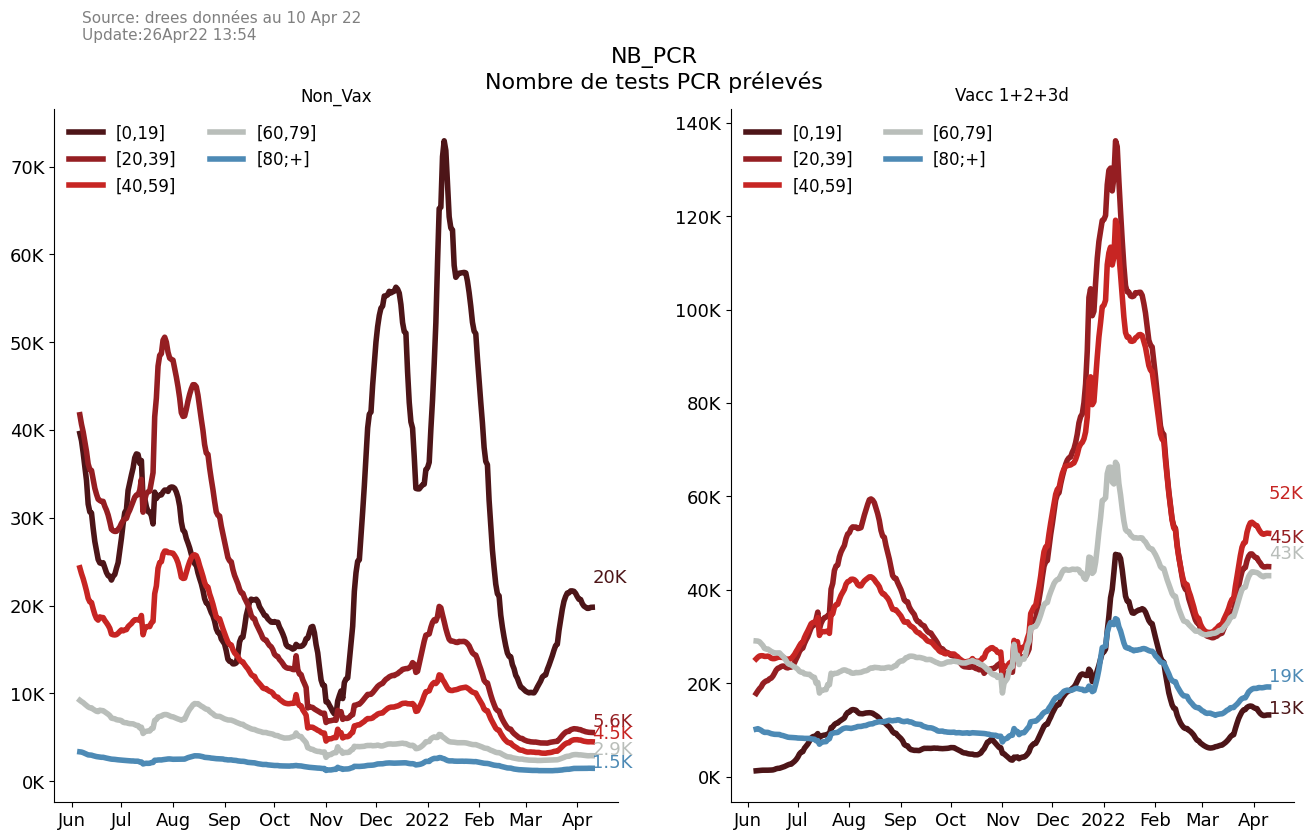 Source: drees données au 10 Apr 22
Update:26Apr22 13:54
NB_PCR
Nombre de tests PCR prélevés
Non_Vax
[0,19]
[20,39]
[40,59]
[60,79]
[80;+]
70K
60K
50K
40K
30K
20K
10K
0K
20K
5.6K
4.5K
2.9K
1.5K
Jun Jul Aug Sep Oct Nov Dec 2022 Feb Mar Apr
Vacc 1+2+3d
[0,19]
[20,39]
[40,59]
[60,79]
[80;+]
140K
120K
100K
80K
60K
40K
20K
0K
52K
45K
43K
19K
13K
Jun Jul Aug Sep Oct Nov Dec 2022 Feb Mar Apr